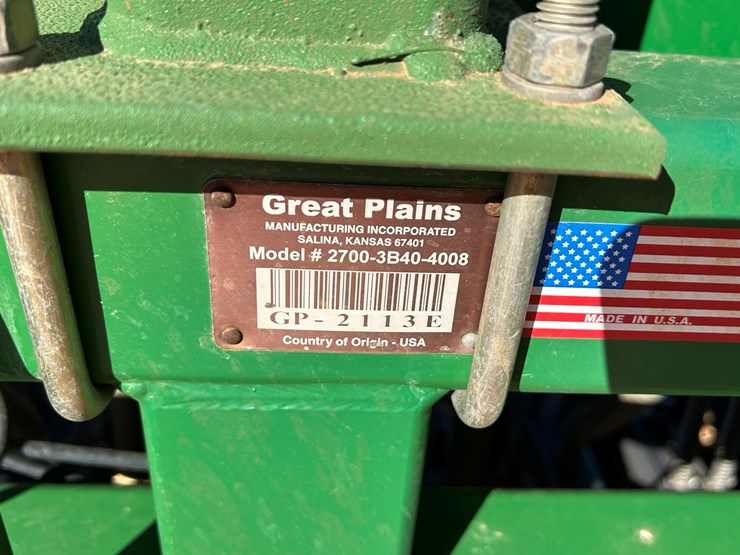 Great Plains
MANUFACTURING INCORPORATED
SALINA, KANSAS 67401
Model # 2700-3B40-4008
GP-2113E
Country of Origin - USA
MADE IN U.S.A.